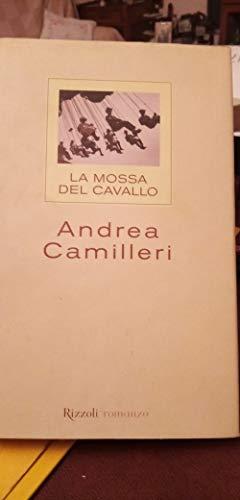 LA MOSSA
DEL CAVALLO
Andrea
Camilleri
Rizzoli romanzo